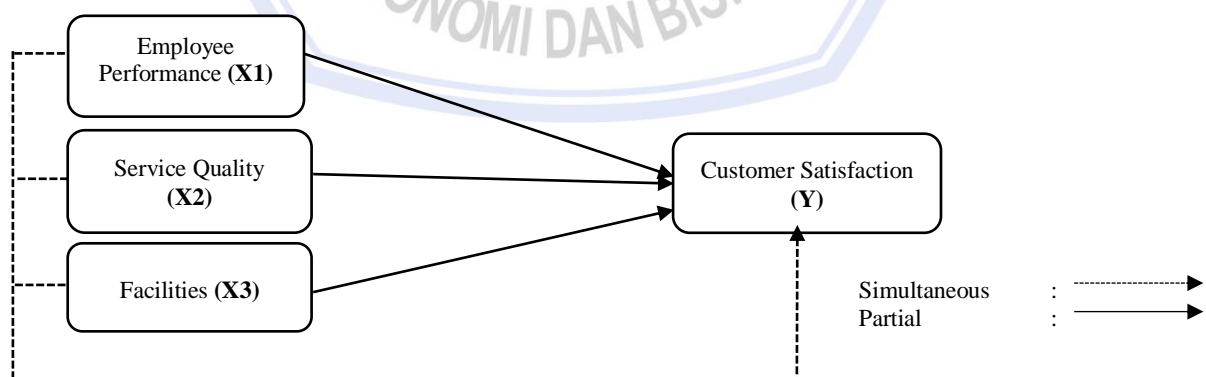 ONOMI DAN BIS
Employee
Performance (X1)
Service Quality
(X2)
Facilities (X3)
Customer Satisfaction
(Y)
Simultaneous :
Partial :